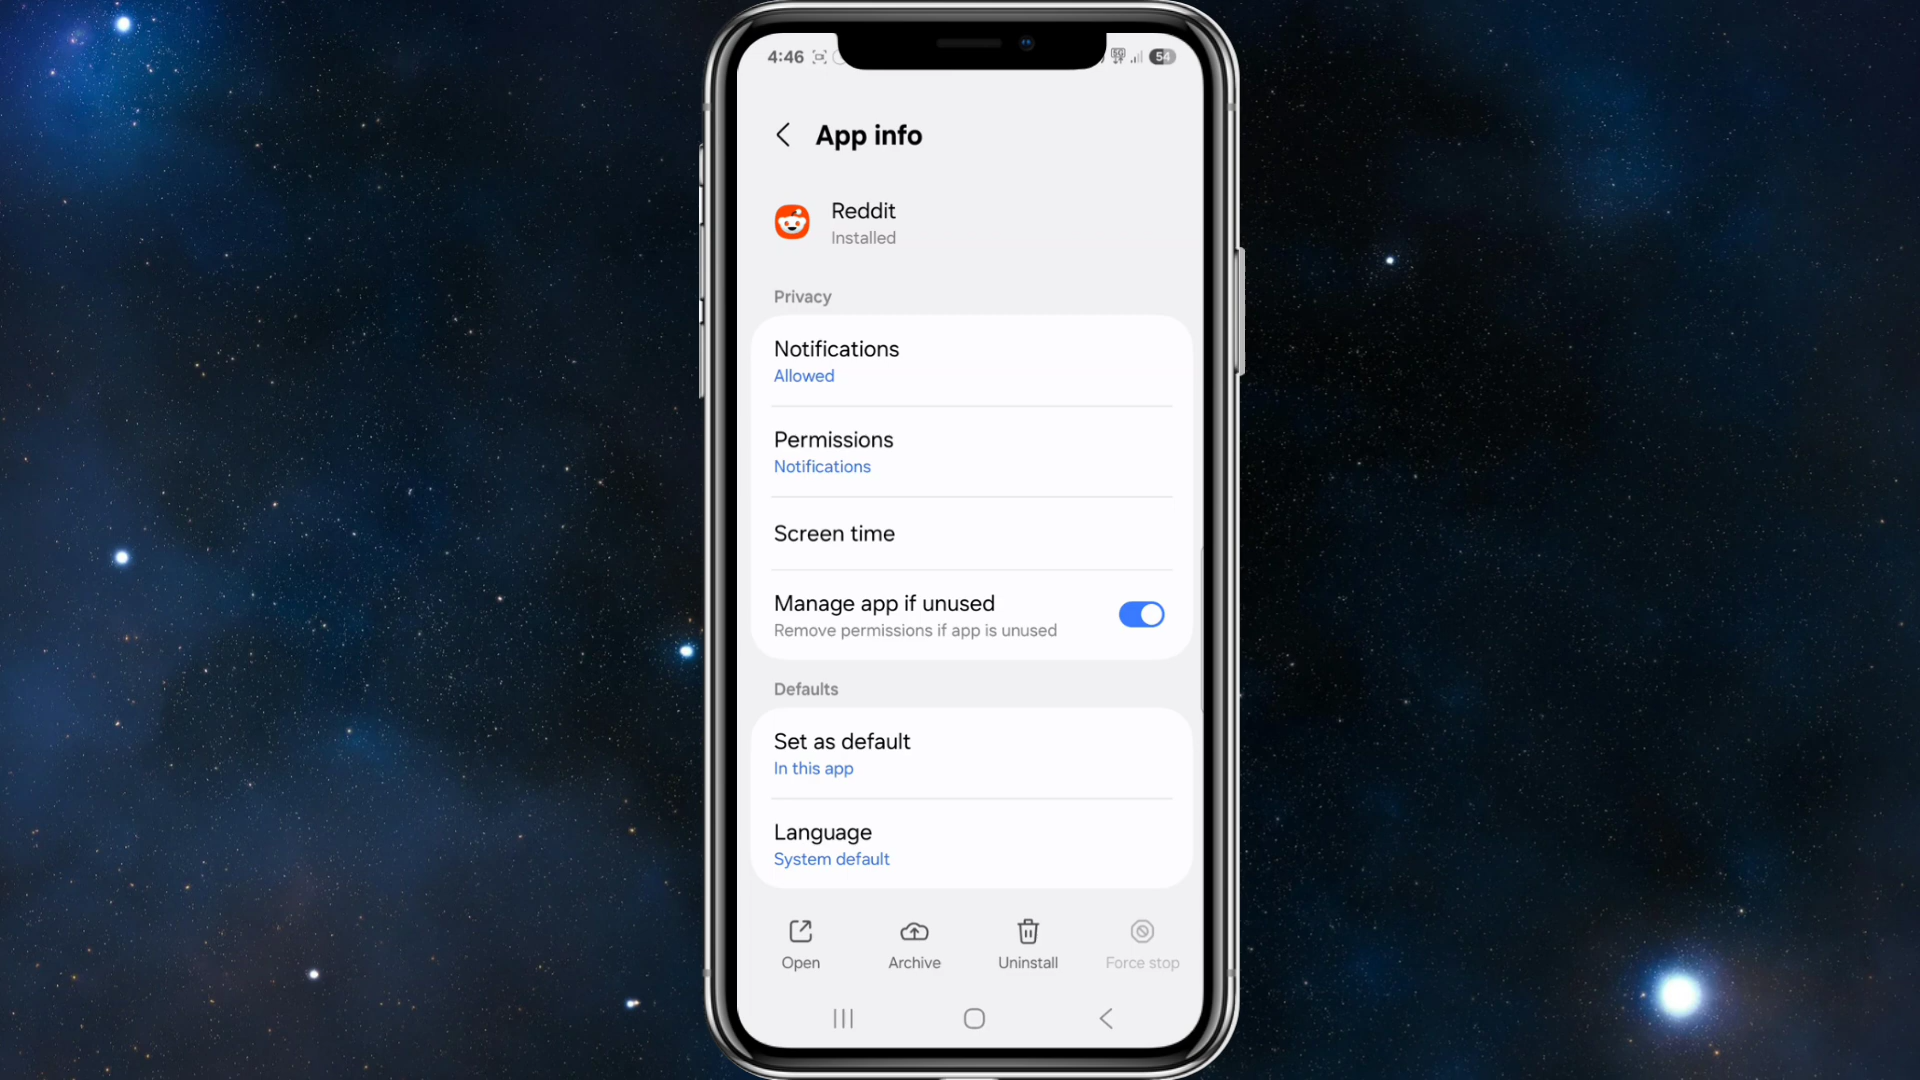 4:46
5G
54
App info
Reddit
Installed
Privacy
Notifications
Allowed
Permissions
Notifications
Screen time
Manage app if unused
Remove permissions if app is unused
Defaults
Set as default
In this app
Language
System default
Open Archive Uninstall Force stop